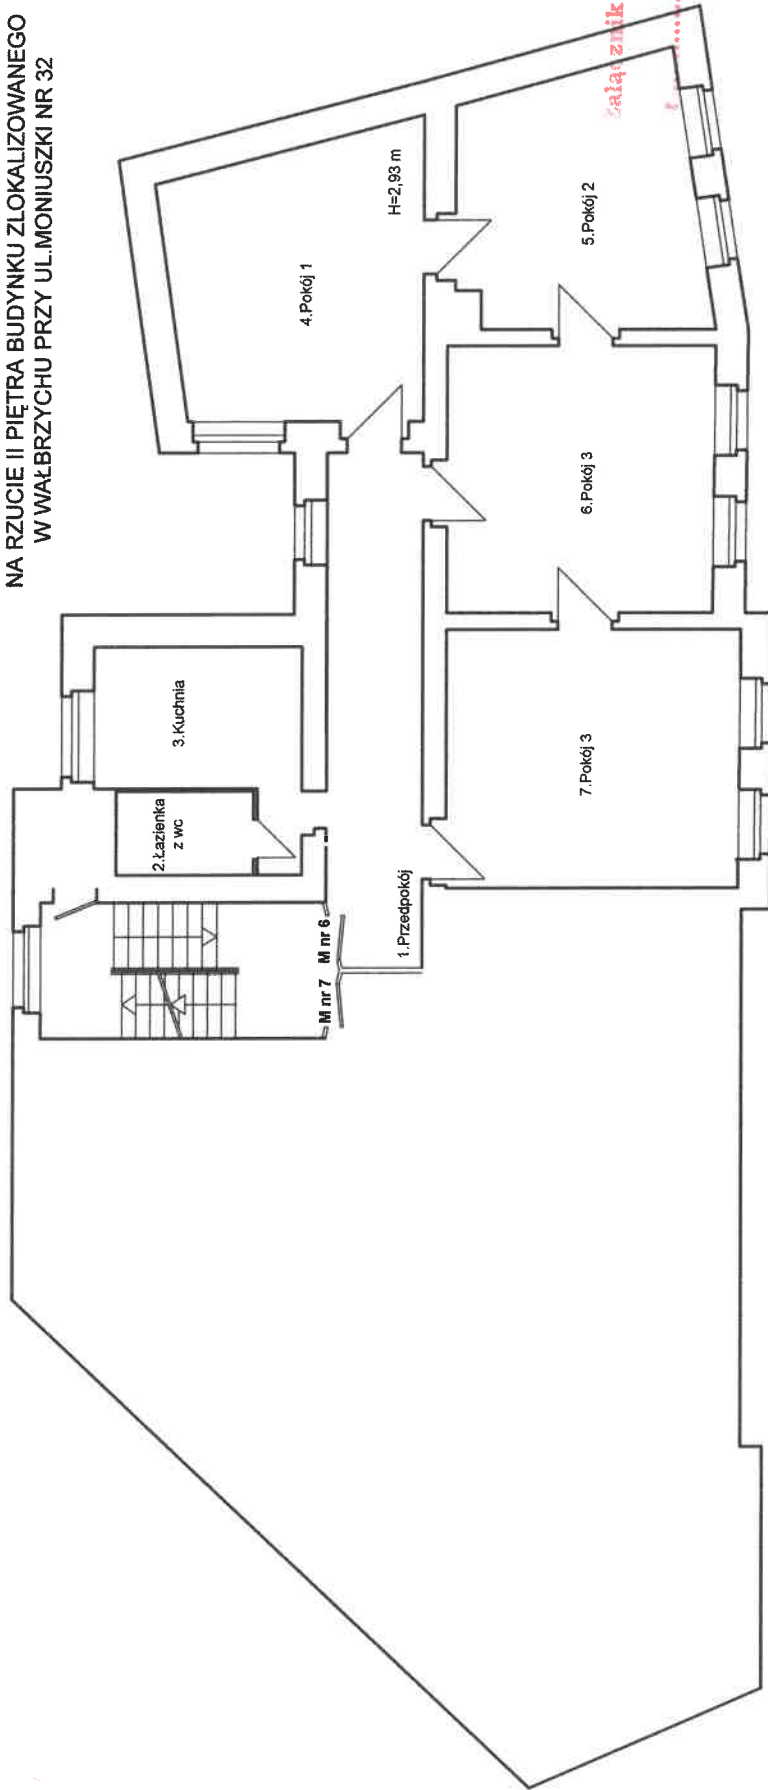 NA RZUCIE II PIĘTRA BUDYNKU ZLOKALIZOWANEGO
W WAŁBRZYCHU PRZY UL.MONIUSZKI NR 32
Załącznik
4.Pokój 1
H=2,93 m
5.Pokój 2
3.Kuchnia
6.Pokój 3
2.Łazienka
z wc
7.Pokój 3
1.Przedpokój
M nr 7
M nr 6